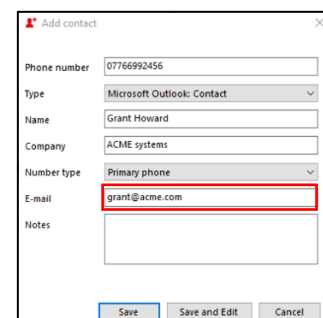 Add contact
Phone number 07766992456
Type Microsoft Outlook: Contact
Name Grant Howard
Company ACME systems
Number type Primary phone
E-mail grant@acme.com
Notes
Save Save and Edit Cancel